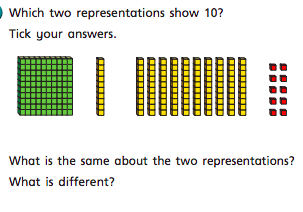 Which two representations show 10?
Tick your answers.
What is the same about the two representations?
What is different?